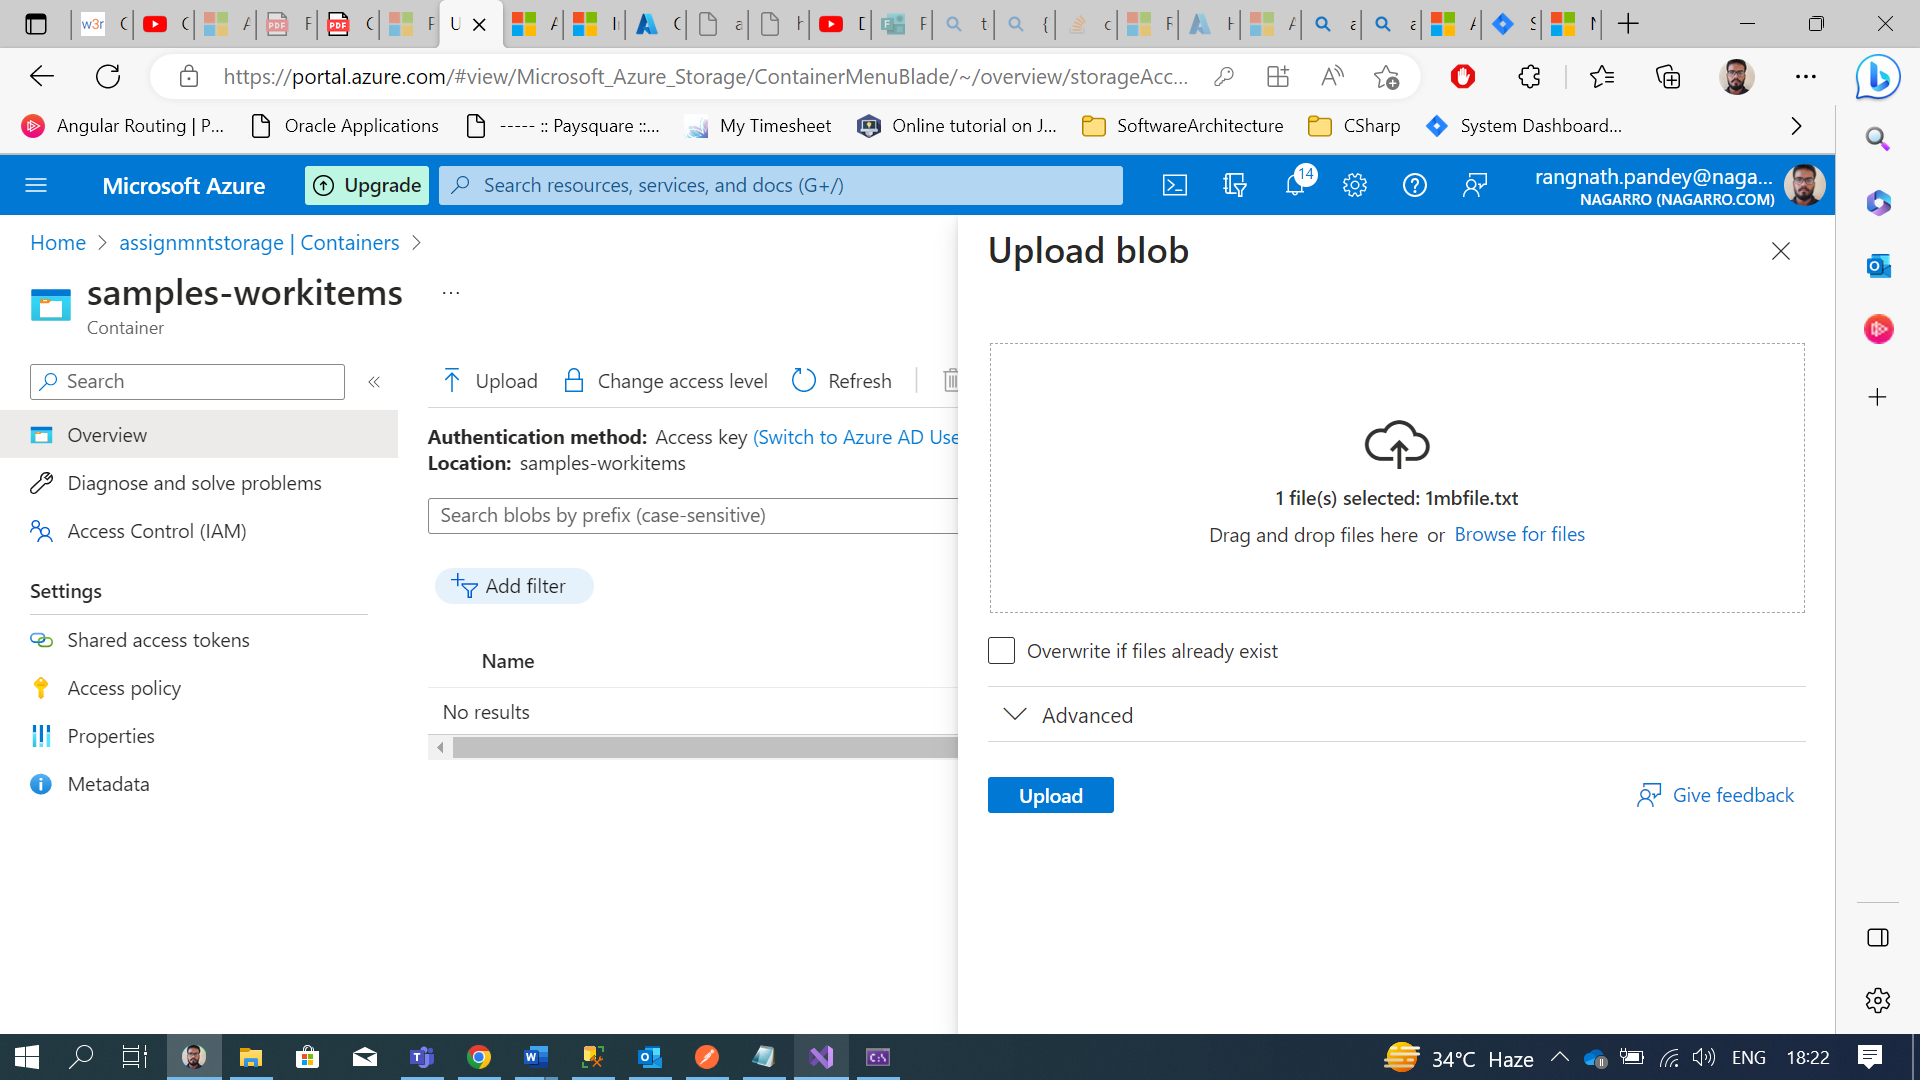 w3r
https://portal.azure.com/#view/Microsoft_Azure_Storage/ContainerMenuBlade/~/overview/storageAcc...
Angular Routing | P...
Oracle Applications
----- :: Paysquare ::...
My Timesheet
Online tutorial on J...
SoftwareArchitecture
CSharp
System Dashboard...
Microsoft Azure
Upgrade
Search resources, services, and docs (G+/)
14
rangnath.pandey@naga...
NAGARRO (NAGARRO.COM)
Home > assignmntstorage | Containers >
samples-workitems
...
Container
Search
«
Overview
Diagnose and solve problems
Access Control (IAM)
Settings
Shared access tokens
Access policy
Properties
Metadata
Upload
Change access level
Refresh
Authentication method: Access key (Switch to Azure AD Use
Location: samples-workitems
Search blobs by prefix (case-sensitive)
Add filter
Name
No results
Upload blob
1 file(s) selected: 1mbfile.txt
Drag and drop files here or Browse for files
Overwrite if files already exist
Advanced
Upload
Give feedback
34°C Haze
ENG
18:22